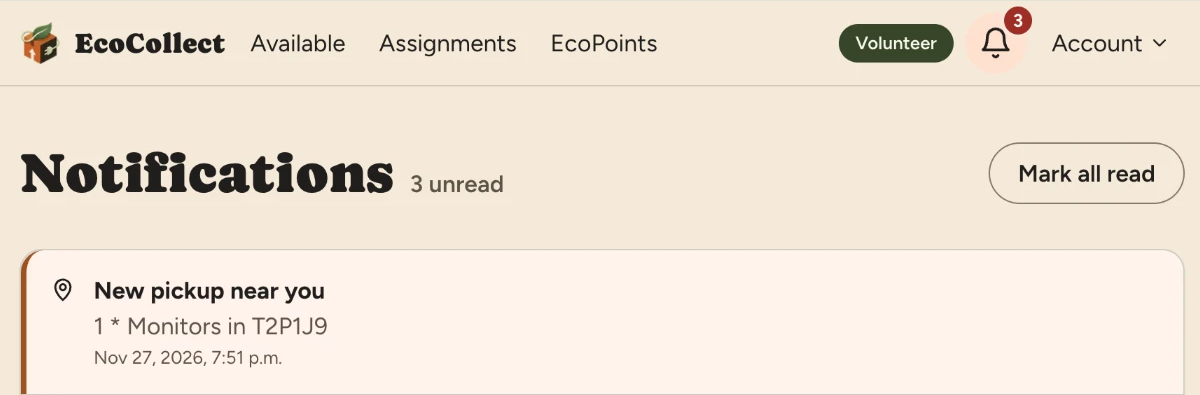 EcoCollect Available Assignments EcoPoints Volunteer 3 Account
Notifications 3 unread Mark all read
New pickup near you
1 * Monitors in T2P1J9
Nov 27, 2026, 7:51 p.m.